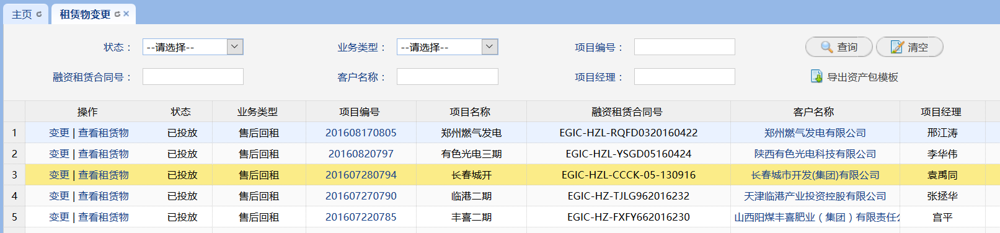 主页 租赁物变更
状态： --请选择-- 业务类型： --请选择-- 项目编号： 查询 清空
融资租赁合同号： 客户名称： 项目经理： 导出资产包模板
操作 状态 业务类型 项目编号 项目名称 融资租赁合同号 客户名称 项目经理
1 变更 | 查看租赁物 已投放 售后回租 201608170805 郑州燃气发电 EGIC-HZL-RQFD0320160422 郑州燃气发电有限公司 邢江涛
2 变更 | 查看租赁物 已投放 售后回租 20160820797 有色光电三期 EGIC-HZL-YSGD05160424 陕西有色光电科技有限公司 李华伟
3 变更 | 查看租赁物 已投放 售后回租 201607280794 长春城开 EGIC-HZL-CCCK-05-130916 长春城市开发(集团)有限公司 袁禹同
4 变更 | 查看租赁物 已投放 售后回租 201607270790 临港二期 EGIC-HZ-TJLG962016232 天津临港产业投资控股有限公司 张拯华
5 变更 | 查看租赁物 已投放 售后回租 201607220785 丰喜二期 EGIC-HZ-FXFY662016230 山西阳煤丰喜肥业（集团）有限责任 宫平